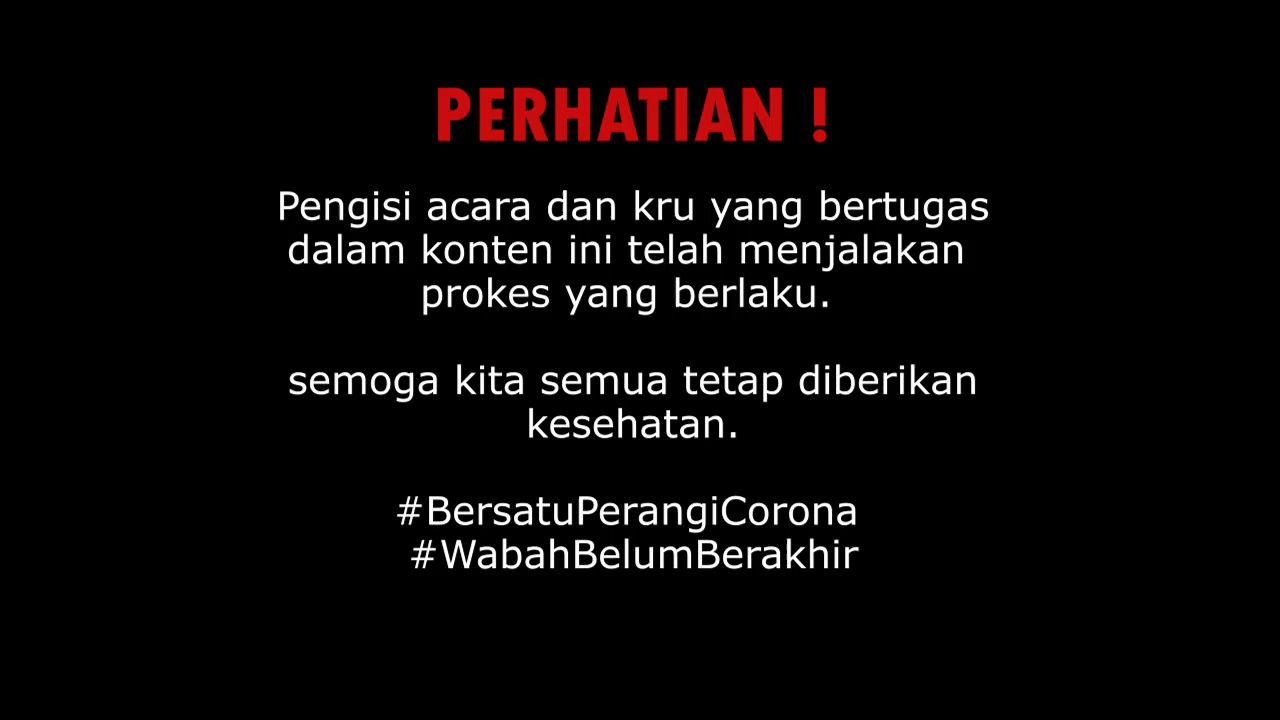 PERHATIAN !
Pengisi acara dan kru yang bertugas
dalam konten ini telah menjalakan
prokes yang berlaku.
semoga kita semua tetap diberikan
kesehatan.
#BersatuPerangiCorona
#WabahBelumBerakhir